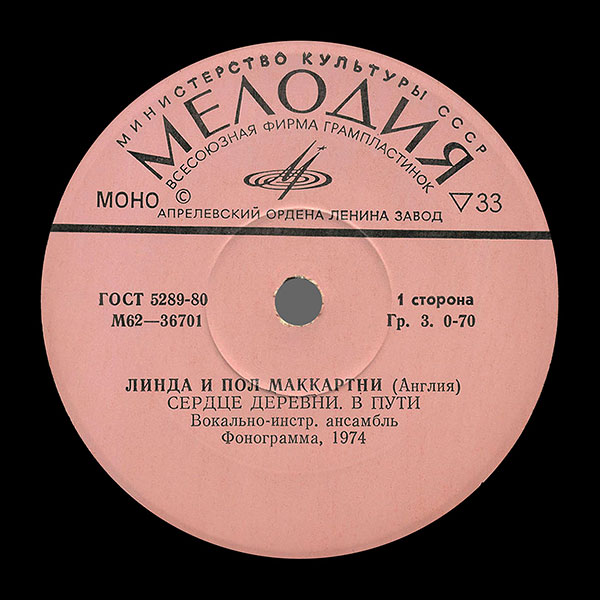 МИНИСТЕРСТВО КУЛЬТУРЫ СССР
МЕЛОДИЯ
ВСЕСОЮЗНАЯ ФИРМА ГРАМПЛАСТИНОК
МОНО © ▽33
АПРЕЛЕВСКИЙ ОРДЕНА ЛЕНИНА ЗАВОД
ГОСТ 5289-80 1 сторона
М62—36701 Гр. 3. 0-70
ЛИНДА И ПОЛ МАККАРТНИ (Англия)
СЕРДЦЕ ДЕРЕВНИ. В ПУТИ
Вокально-инстр. ансамбль
Фонограмма, 1974